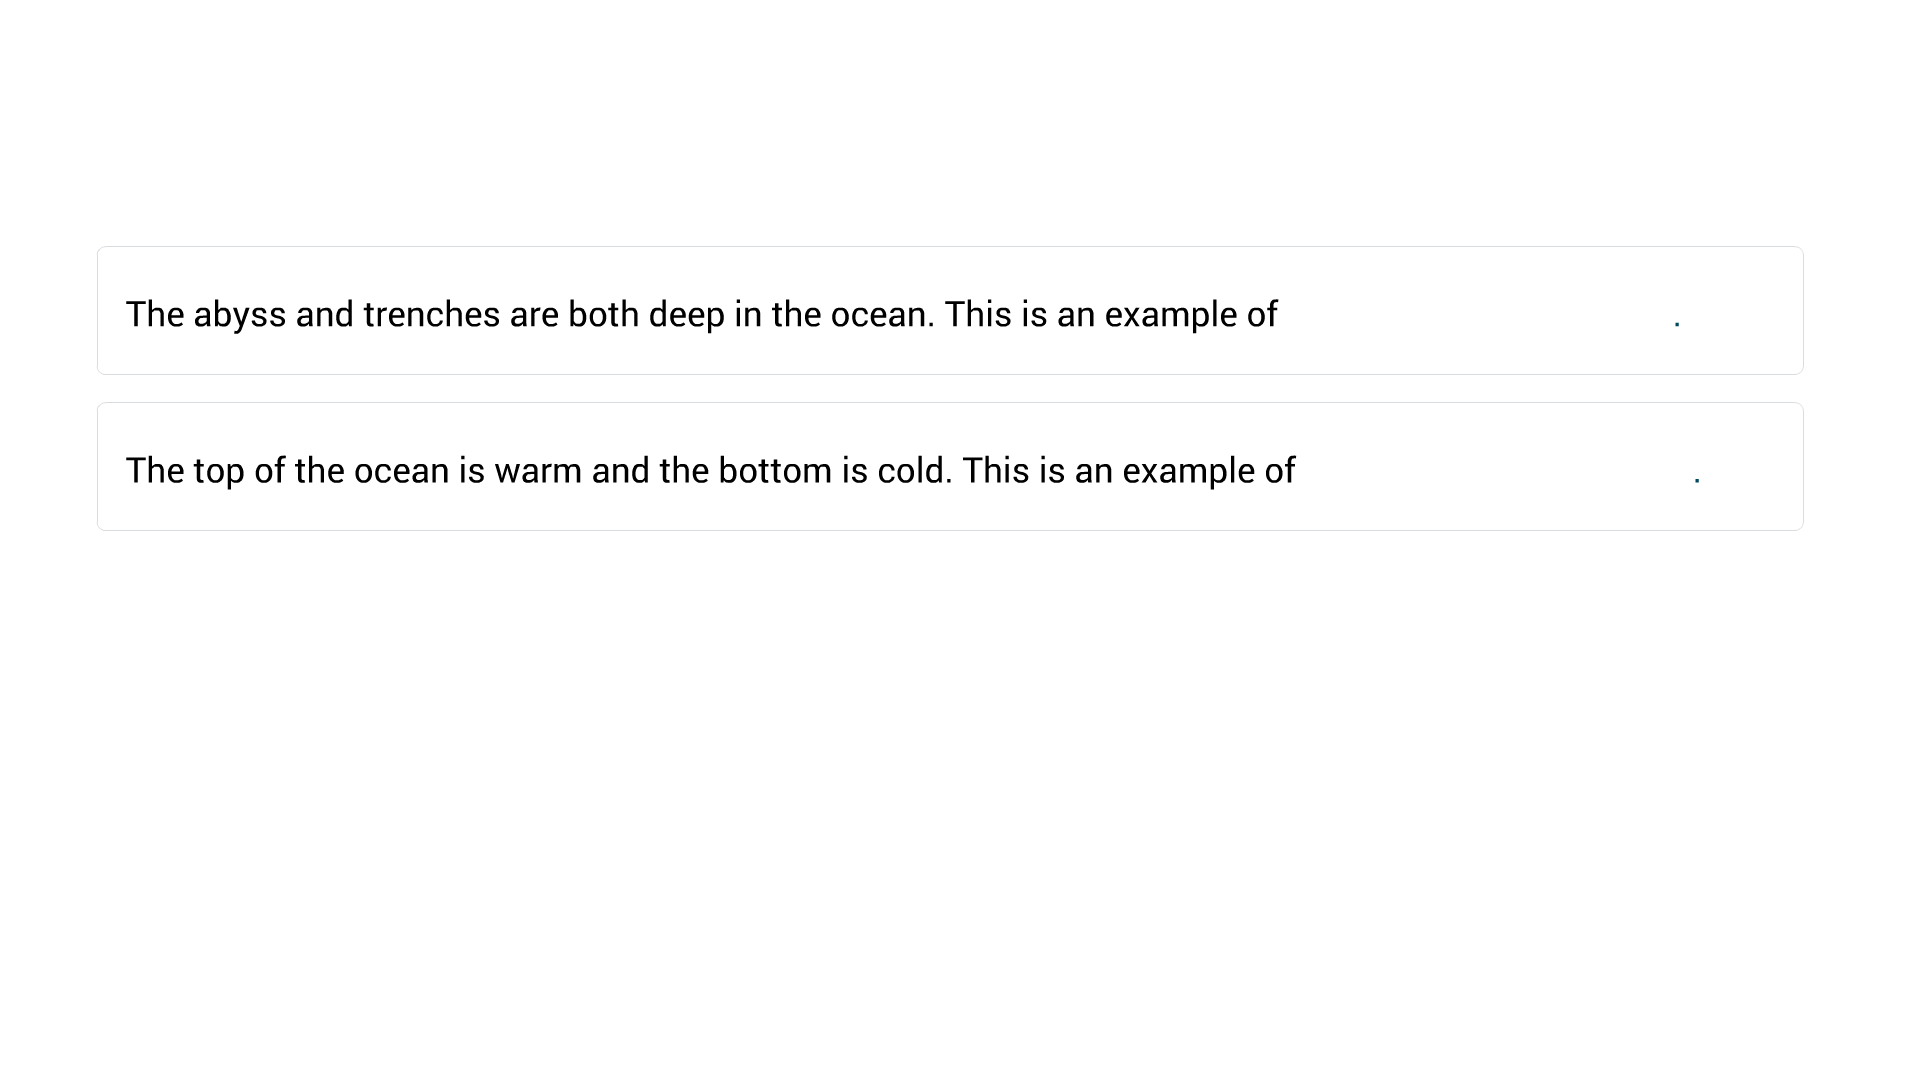 The abyss and trenches are both deep in the ocean. This is an example of .
The top of the ocean is warm and the bottom is cold. This is an example of .